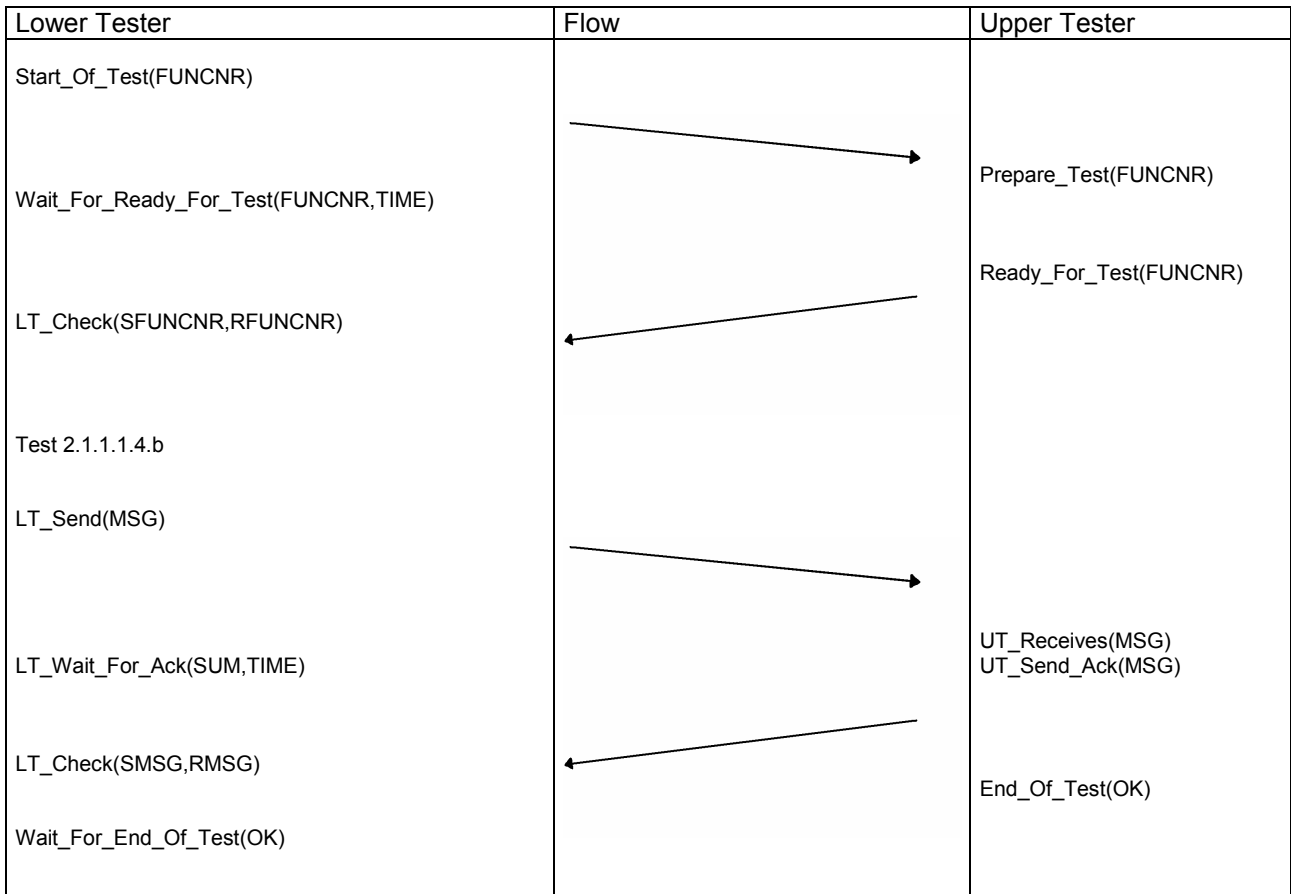 Lower Tester
Flow
Upper Tester
Start_Of_Test(FUNCNR)
Prepare_Test(FUNCNR)
Wait_For_Ready_For_Test(FUNCNR,TIME)
Ready_For_Test(FUNCNR)
LT_Check(SFUNCNR,RFUNCNR)
Test 2.1.1.1.4.b
LT_Send(MSG)
UT_Receives(MSG)
LT_Wait_For_Ack(SUM,TIME)
UT_Send_Ack(MSG)
LT_Check(SMSG,RMSG)
End_Of_Test(OK)
Wait_For_End_Of_Test(OK)